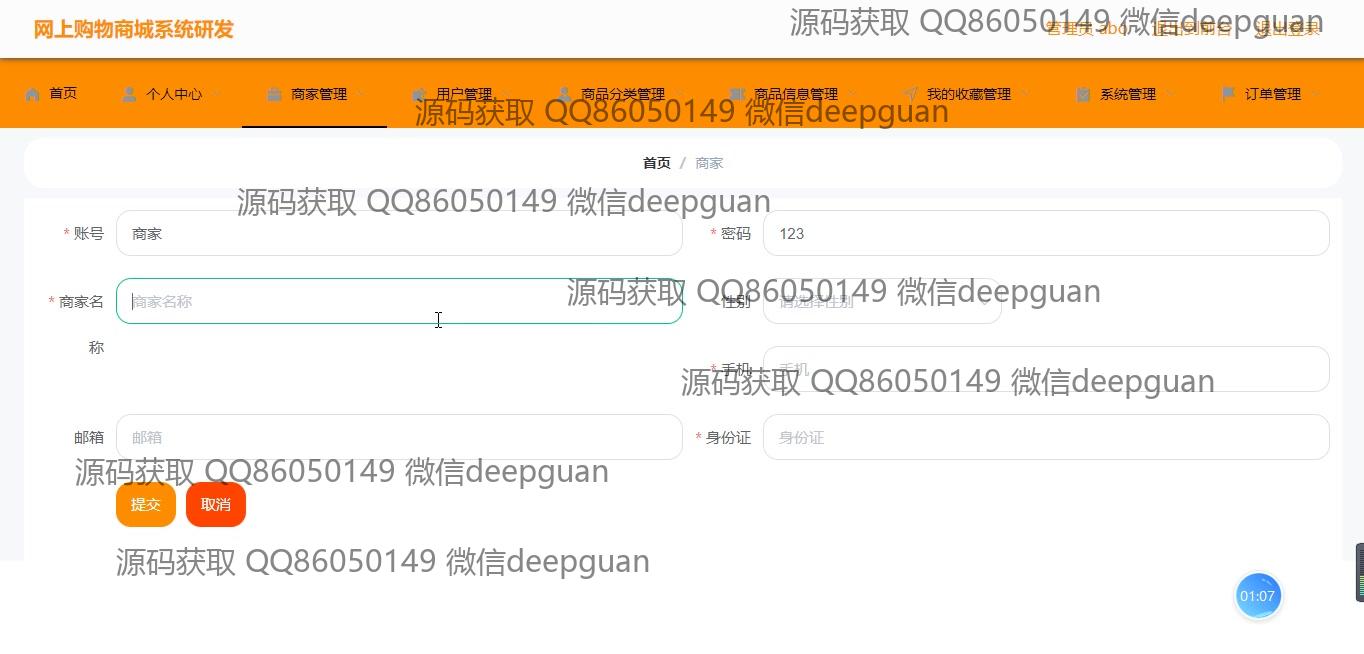 网上购物商城系统研发
源码获取 QQ86050149 微信deepguan
管理员 abo 退出到前台 退出登录
首页 个人中心 商家管理 用户管理 商品分类管理 商品信息管理 我的收藏管理 系统管理 订单管理
源码获取 QQ86050149 微信deepguan
首页 / 商家
源码获取 QQ86050149 微信deepguan
* 账号 商家 * 密码 123
* 商家名称 商家名称 性别 请选择性别
源码获取 QQ86050149 微信deepguan
* 手机 手机
源码获取 QQ86050149 微信deepguan
邮箱 邮箱 * 身份证 身份证
源码获取 QQ86050149 微信deepguan
提交 取消
源码获取 QQ86050149 微信deepguan
01:07